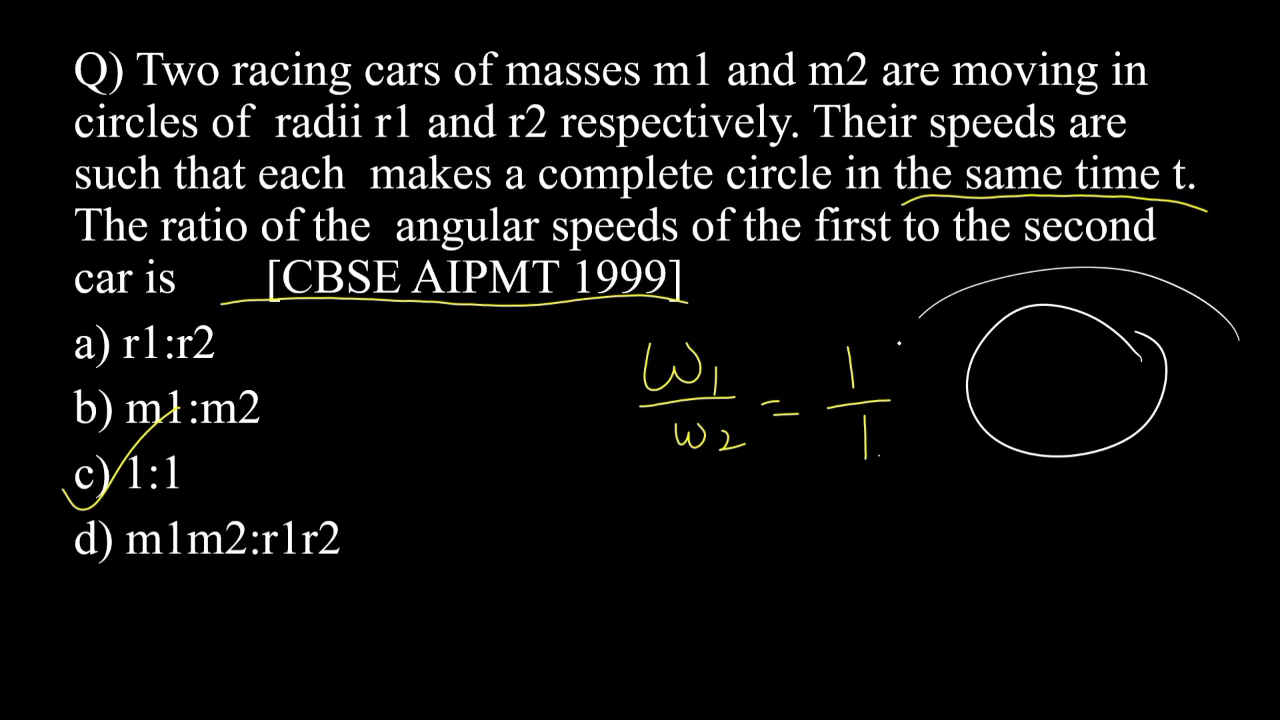 Q) Two racing cars of masses m1 and m2 are moving in
circles of radii r1 and r2 respectively. Their speeds are
such that each makes a complete circle in the same time t.
The ratio of the angular speeds of the first to the second
car is [CBSE AIPMT 1999]
a) r1:r2
b) m1:m2
c) 1:1
d) m1m2:r1r2
ω1
ω2
=
1
1